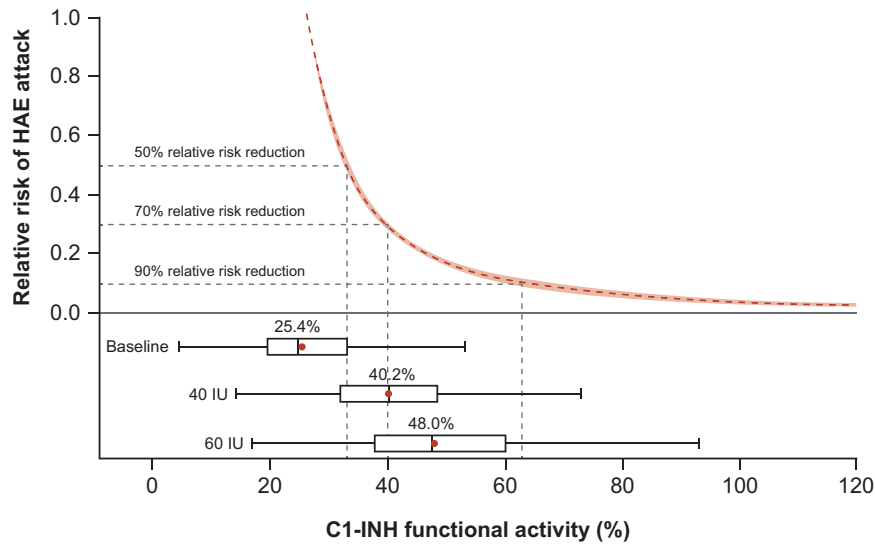 Relative risk of HAE attack
1.0
0.8
0.6
50% relative risk reduction
0.4
70% relative risk reduction
0.2
90% relative risk reduction
0.0
25.4%
Baseline
40.2%
40 IU
48.0%
60 IU
0 20 40 60 80 100 120
C1-INH functional activity (%)